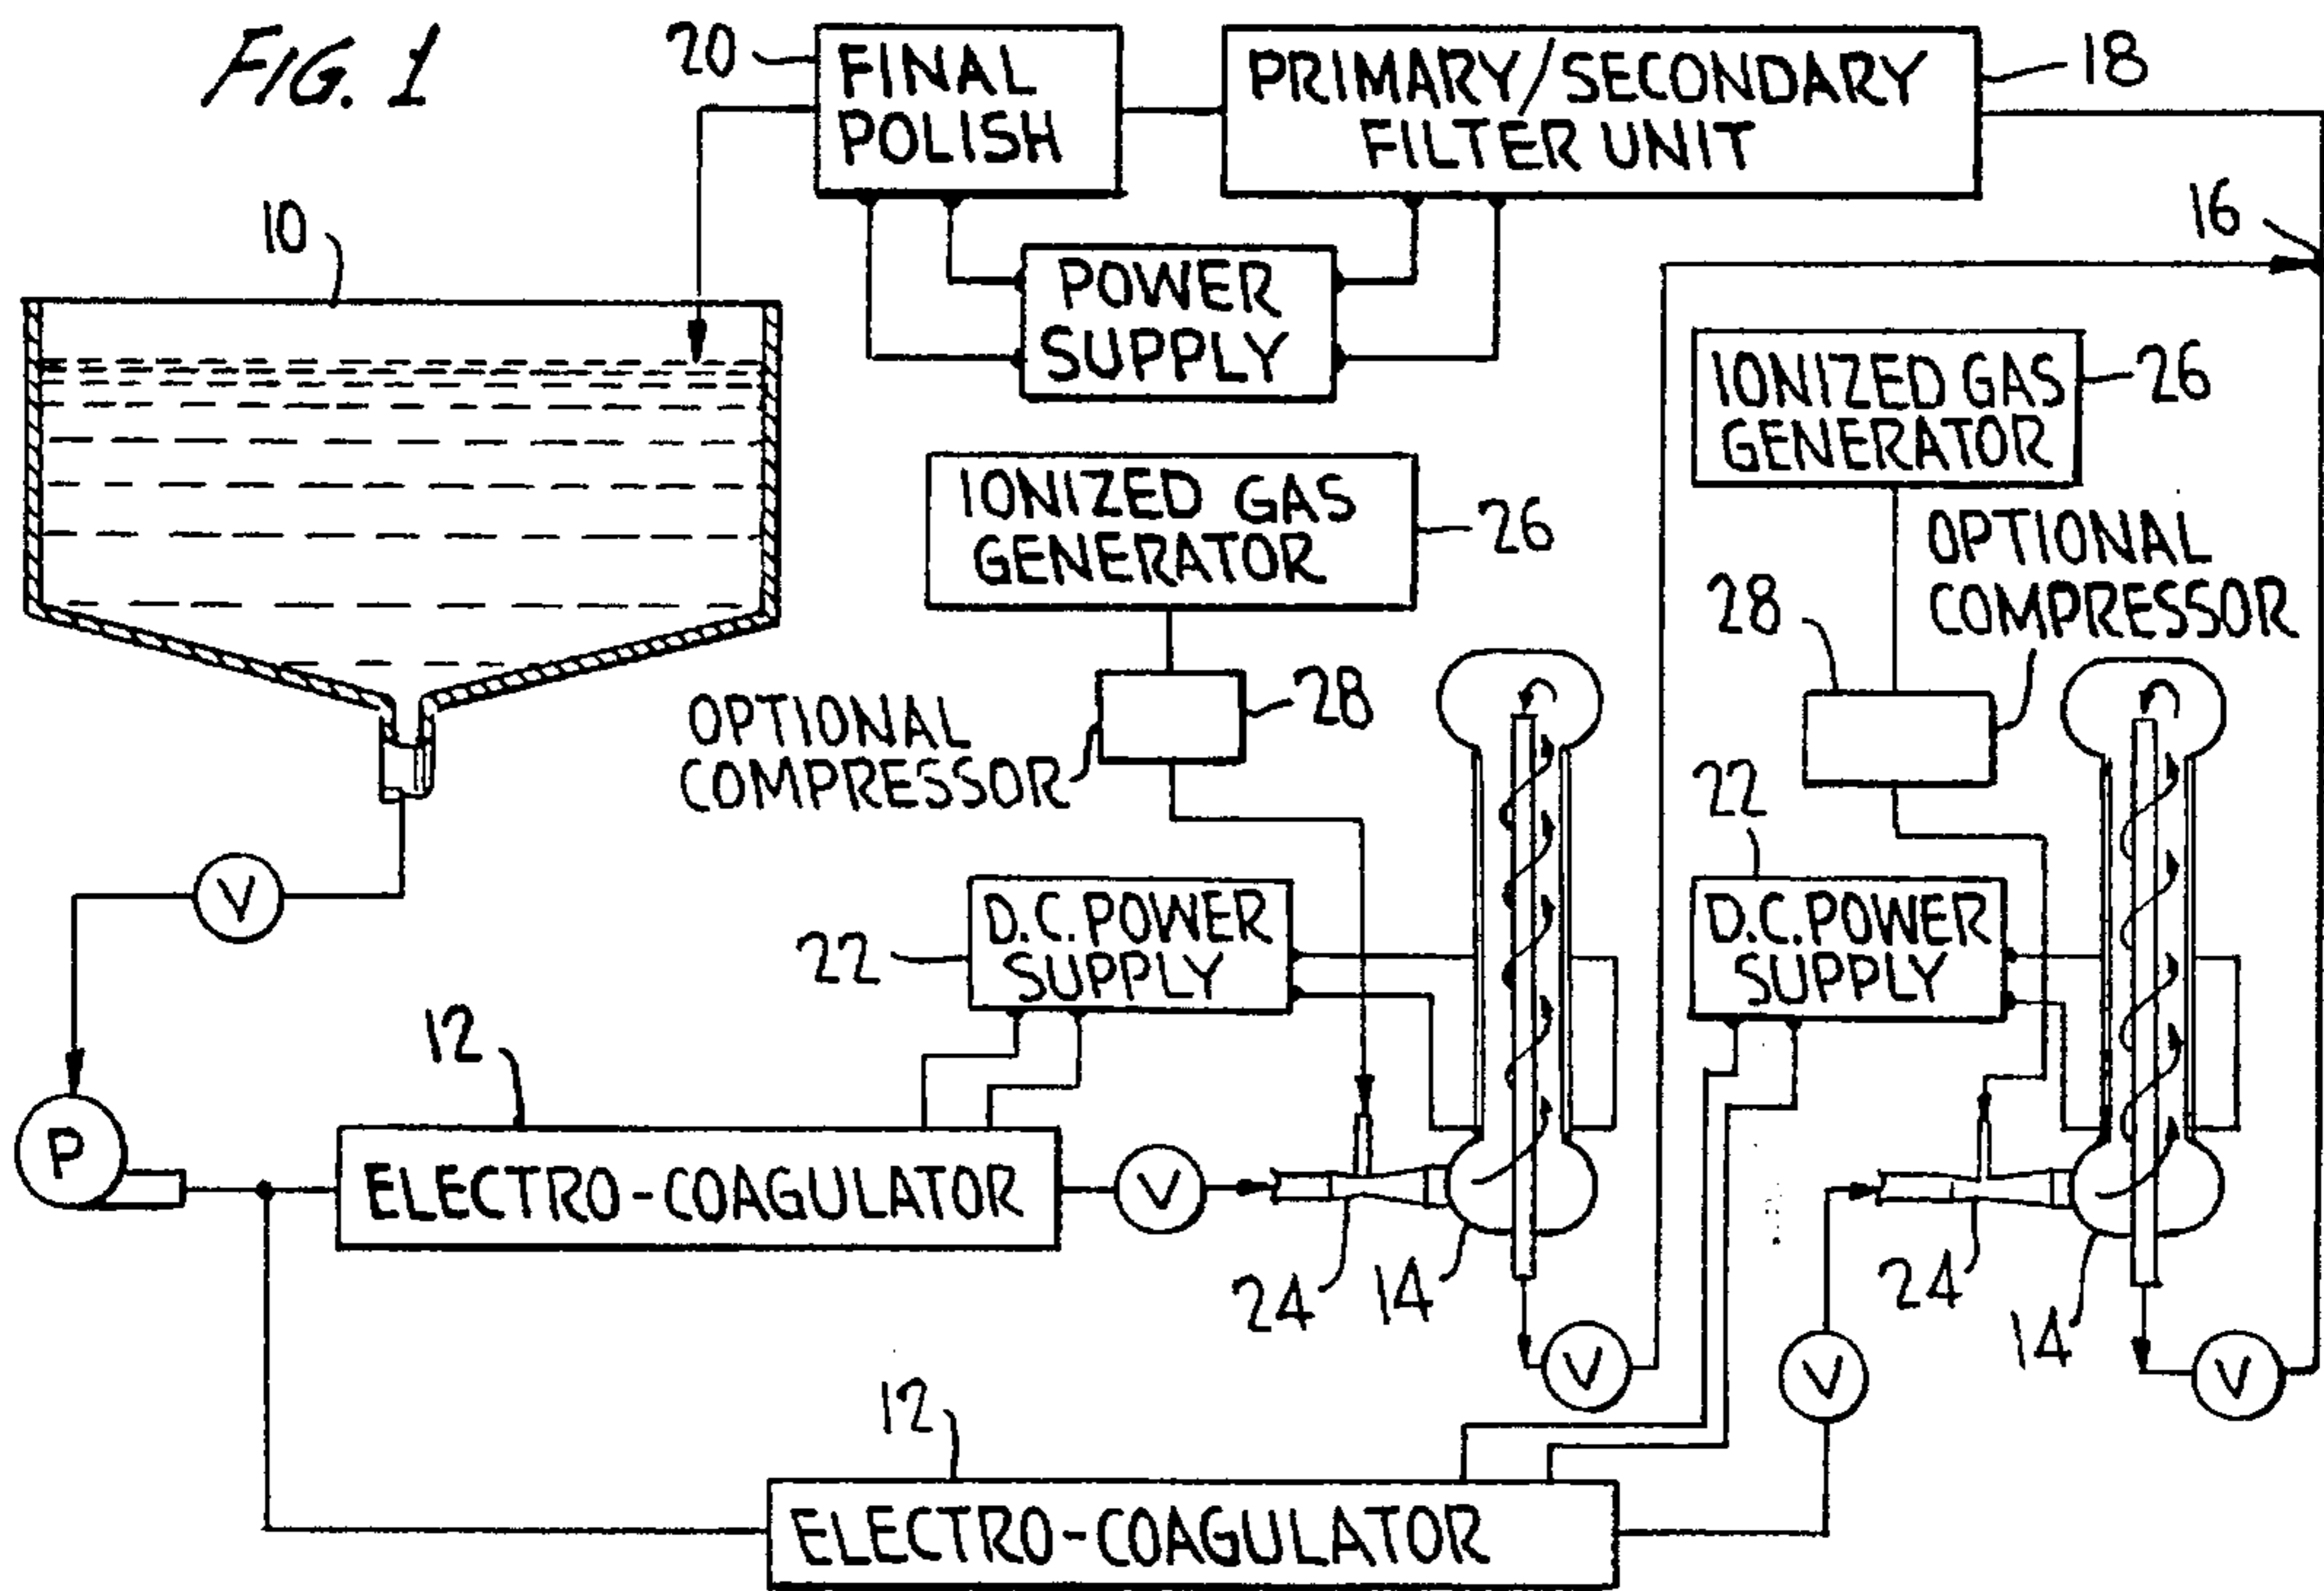 FIG. 1
20
FINAL
POLISH
PRIMARY/SECONDARY
FILTER UNIT
18
10
16
POWER
SUPPLY
IONIZED GAS
GENERATOR
26
IONIZED GAS
GENERATOR
26
OPTIONAL
COMPRESSOR
28
OPTIONAL
COMPRESSOR
28
22
D.C. POWER
SUPPLY
22
D.C. POWER
SUPPLY
V
12
P
ELECTRO-COAGULATOR
V
24
14
V
24
14
V
V
12
ELECTRO-COAGULATOR